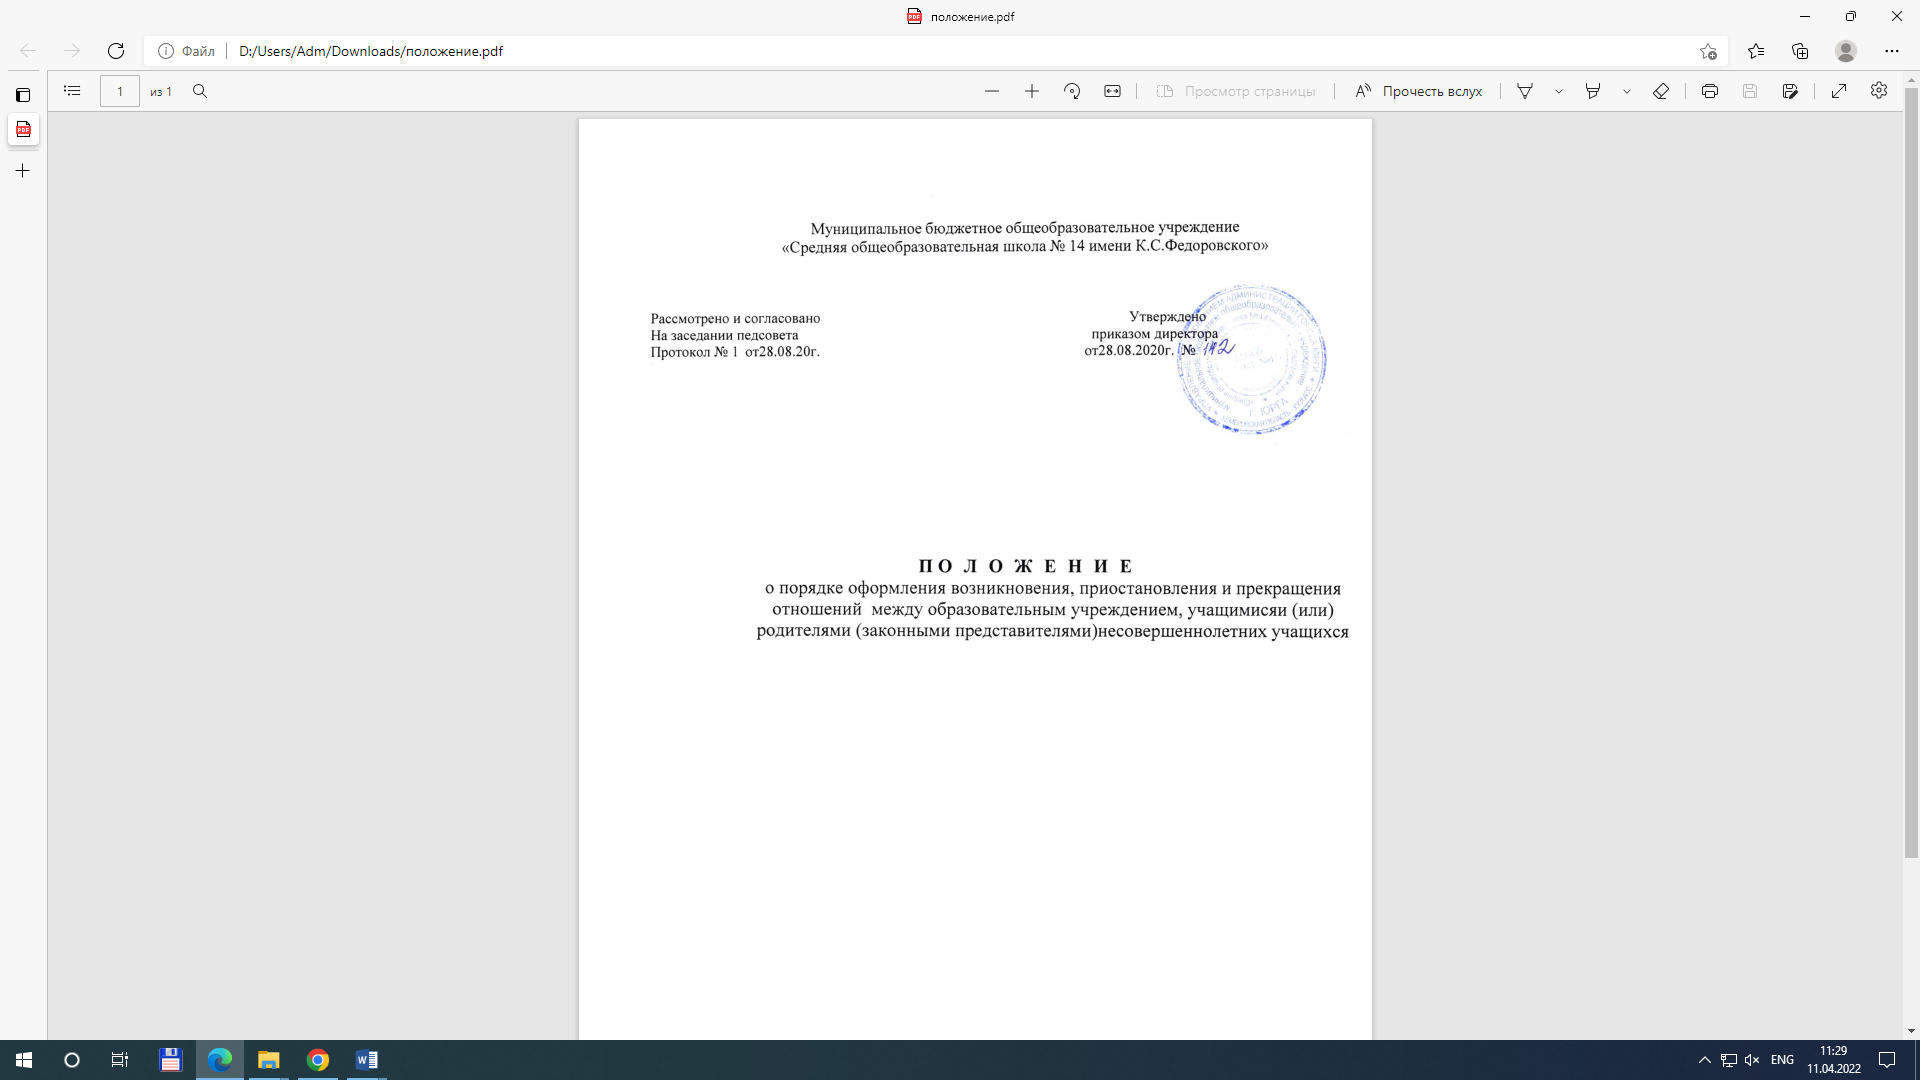 положение.pdf
Файл
D:/Users/Adm/Downloads/положение.pdf
1 из 1
Просмотр страницы
Прочесть вслух
Муниципальное бюджетное общеобразовательное учреждение
«Средняя общеобразовательная школа № 14 имени К.С.Федоровского»
Рассмотрено и согласовано
На заседании педсовета
Протокол № 1 от28.08.20г.
Утверждено
приказом директора
от28.08.2020г. № 142
г. ЮРГА
П О Л О Ж Е Н И Е
о порядке оформления возникновения, приостановления и прекращения
отношений между образовательным учреждением, учащимисяи (или)
родителями (законными представителями)несовершеннолетних учащихся
ENG
11:29
11.04.2022